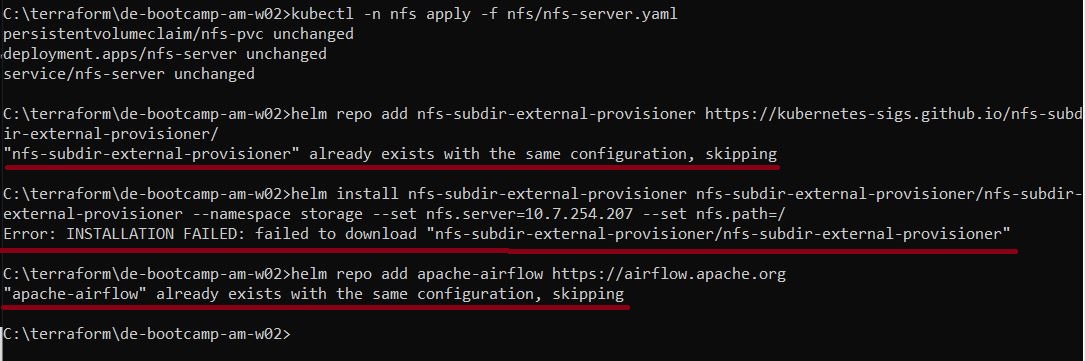 C:\terraform\de-bootcamp-am-w02>kubectl -n nfs apply -f nfs/nfs-server.yaml
persistentvolumeclaim/nfs-pvc unchanged
deployment.apps/nfs-server unchanged
service/nfs-server unchanged
C:\terraform\de-bootcamp-am-w02>helm repo add nfs-subdir-external-provisioner https://kubernetes-sigs.github.io/nfs-subd
ir-external-provisioner/
"nfs-subdir-external-provisioner" already exists with the same configuration, skipping
C:\terraform\de-bootcamp-am-w02>helm install nfs-subdir-external-provisioner nfs-subdir-external-provisioner/nfs-subdir-
external-provisioner --namespace storage --set nfs.server=10.7.254.207 --set nfs.path=/
Error: INSTALLATION FAILED: failed to download "nfs-subdir-external-provisioner/nfs-subdir-external-provisioner"
C:\terraform\de-bootcamp-am-w02>helm repo add apache-airflow https://airflow.apache.org
"apache-airflow" already exists with the same configuration, skipping
C:\terraform\de-bootcamp-am-w02>